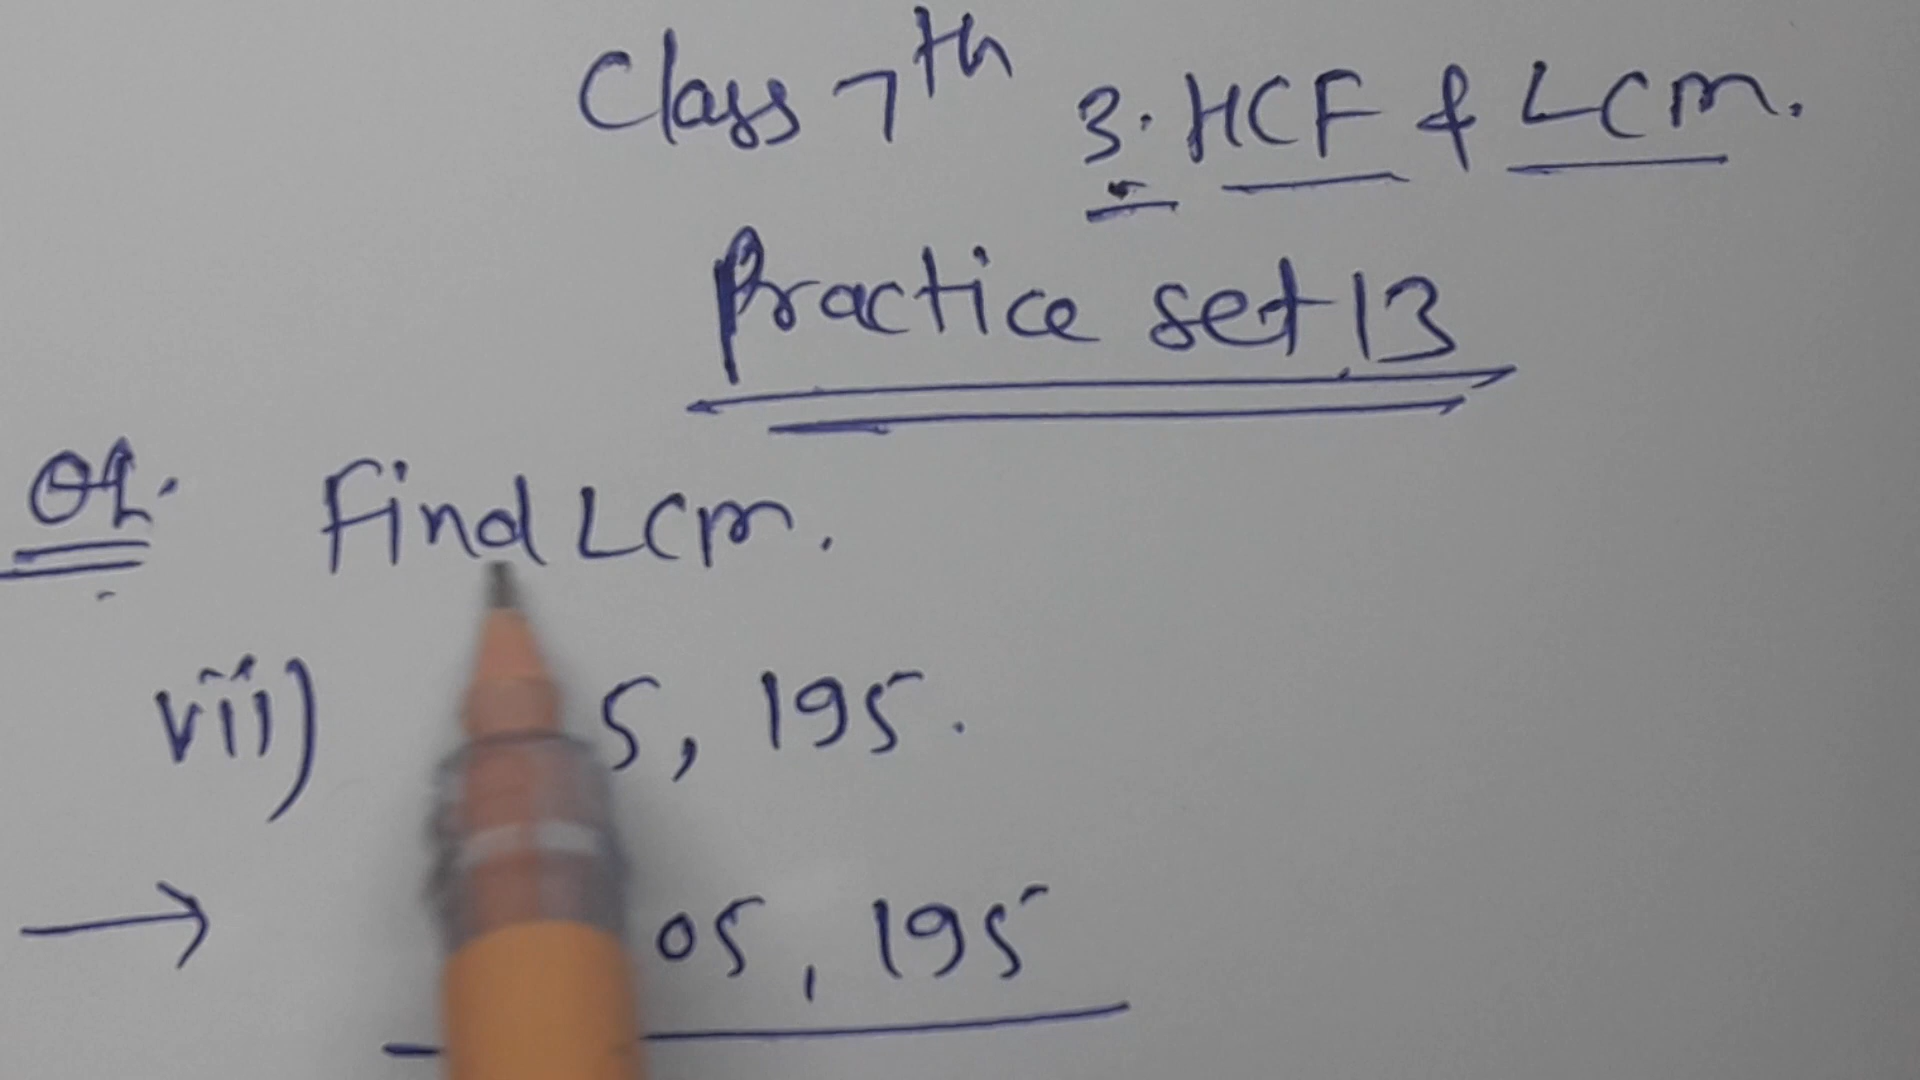 Class 7th 3. HCF & LCM.
Practice set 13
Q1. Find LCM.
vii) 5, 195.
→ 05, 195